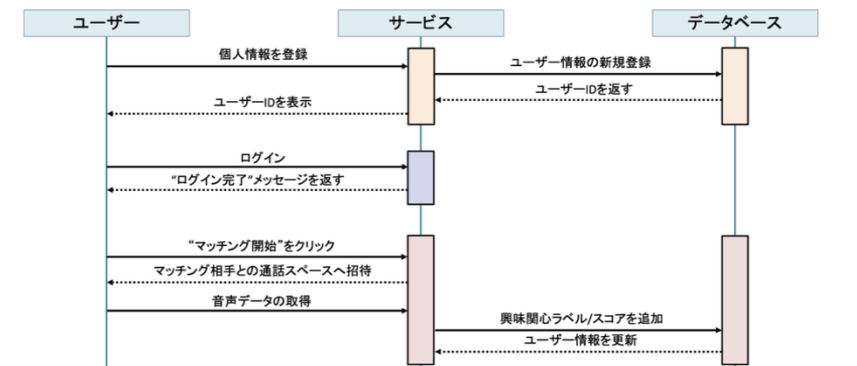 ユーザー
サービス
データベース
個人情報を登録
ユーザー情報の新規登録
ユーザーIDを返す
ユーザーIDを表示
ログイン
“ログイン完了”メッセージを返す
“マッチング開始”をクリック
マッチング相手との通話スペースへ招待
音声データの取得
興味関心ラベル/スコアを追加
ユーザー情報を更新